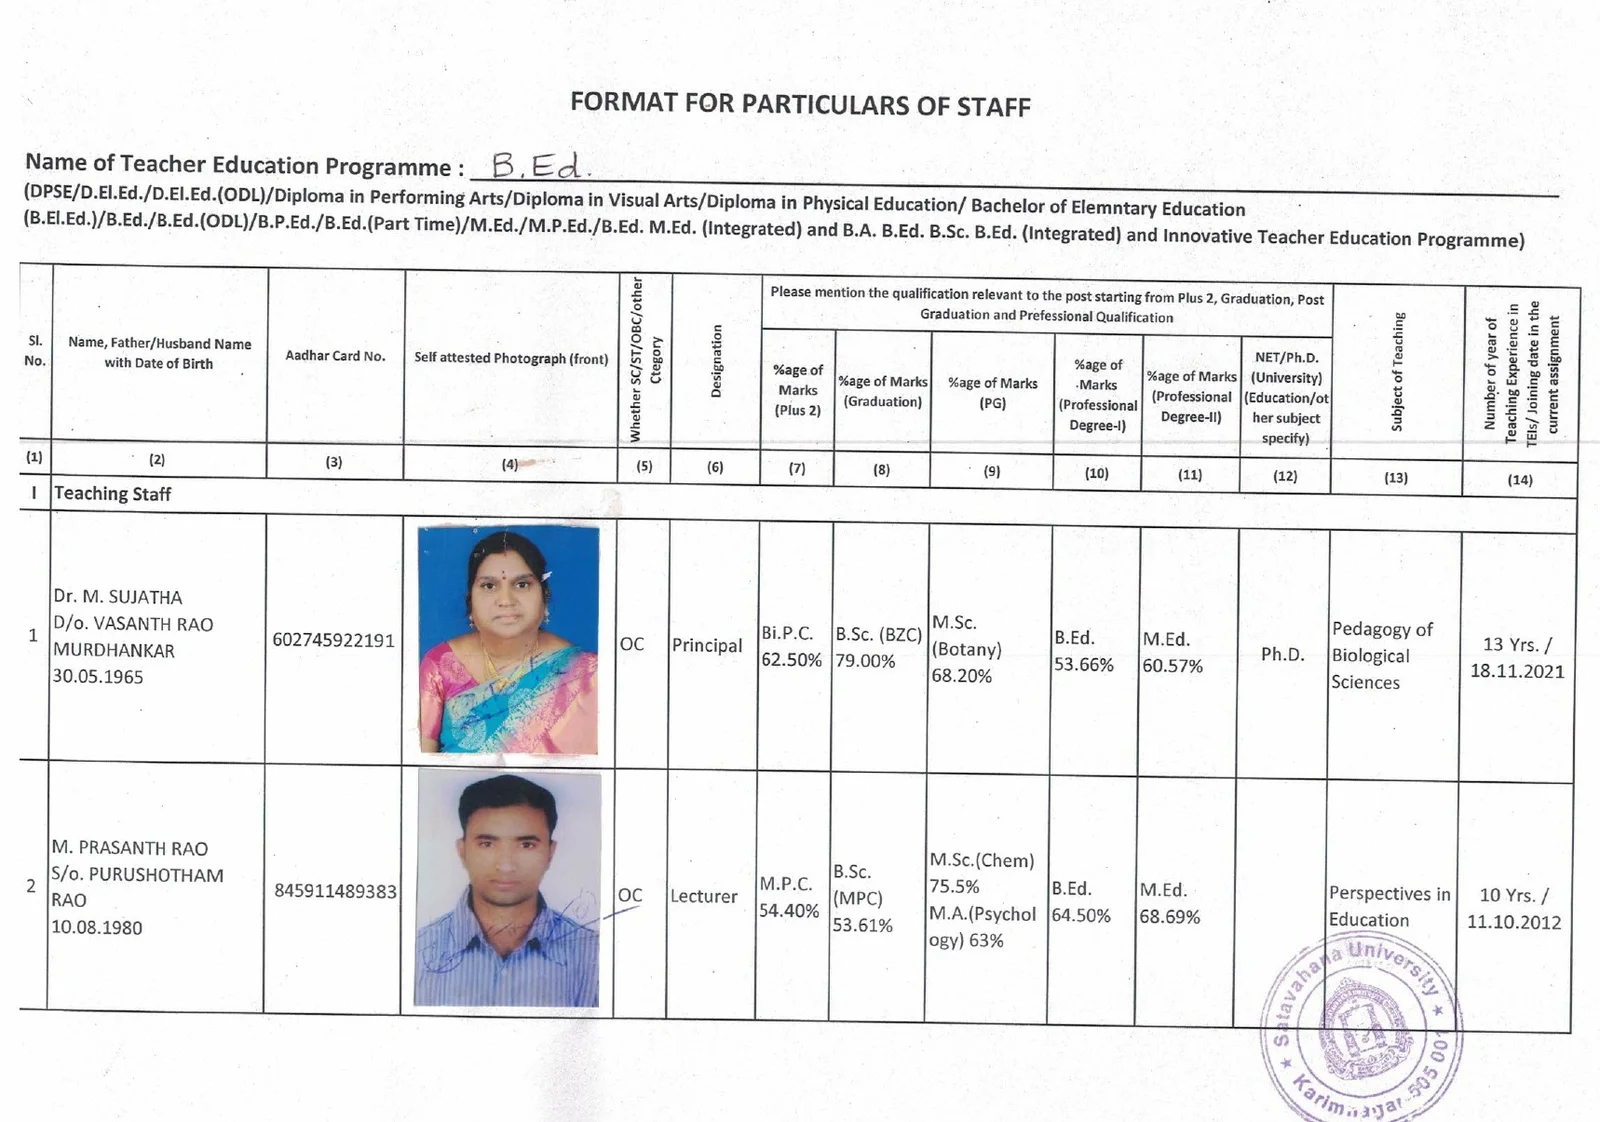 FORMAT FOR PARTICULARS OF STAFF
Name of Teacher Education Programme : B.Ed.
(DPSE/D.El.Ed./D.El.Ed.(ODL)/Diploma in Performing Arts/Diploma in Visual Arts/Diploma in Physical Education/ Bachelor of Elemntary Education
(B.El.Ed.)/B.Ed./B.Ed.(ODL)/B.P.Ed./B.Ed.(Part Time)/M.Ed./M.P.Ed./B.Ed. M.Ed. (Integrated) and B.A. B.Ed. B.Sc. B.Ed. (Integrated) and Innovative Teacher Education Programme)
Sl.
No.
Name, Father/Husband Name
with Date of Birth
Aadhar Card No.
Self attested Photograph (front)
Whether SC/ST/OBC/other
Ctegory
Designation
Please mention the qualification relevant to the post starting from Plus 2, Graduation, Post
Graduation and Prefessional Qualification
%age of
Marks
(Plus 2)
%age of Marks
(Graduation)
%age of Marks
(PG)
%age of
Marks
(Professional
Degree-I)
%age of Marks
(Professional
Degree-II)
NET/Ph.D.
(University)
(Education/ot
her subject
specify)
Subject of Teaching
Number of year of
Teaching Experience in
TEIs/ Joining date in the
current assignment
(1)
(2)
(3)
(4)
(5)
(6)
(7)
(8)
(9)
(10)
(11)
(12)
(13)
(14)
I
Teaching Staff
1
Dr. M. SUJATHA
D/o. VASANTH RAO
MURDHANKAR
30.05.1965
602745922191
OC
Principal
Bi.P.C.
62.50%
B.Sc. (BZC)
79.00%
M.Sc.
(Botany)
68.20%
B.Ed.
53.66%
M.Ed.
60.57%
Ph.D.
Pedagogy of
Biological
Sciences
13 Yrs. /
18.11.2021
2
M. PRASANTH RAO
S/o. PURUSHOTHAM
RAO
10.08.1980
845911489383
OC
Lecturer
M.P.C.
54.40%
B.Sc.
(MPC)
53.61%
M.Sc.(Chem)
75.5%
M.A.(Psychol
ogy) 63%
B.Ed.
64.50%
M.Ed.
68.69%
Perspectives in
Education
10 Yrs. /
11.10.2012
Satavahana University
Karimnagar-505 001